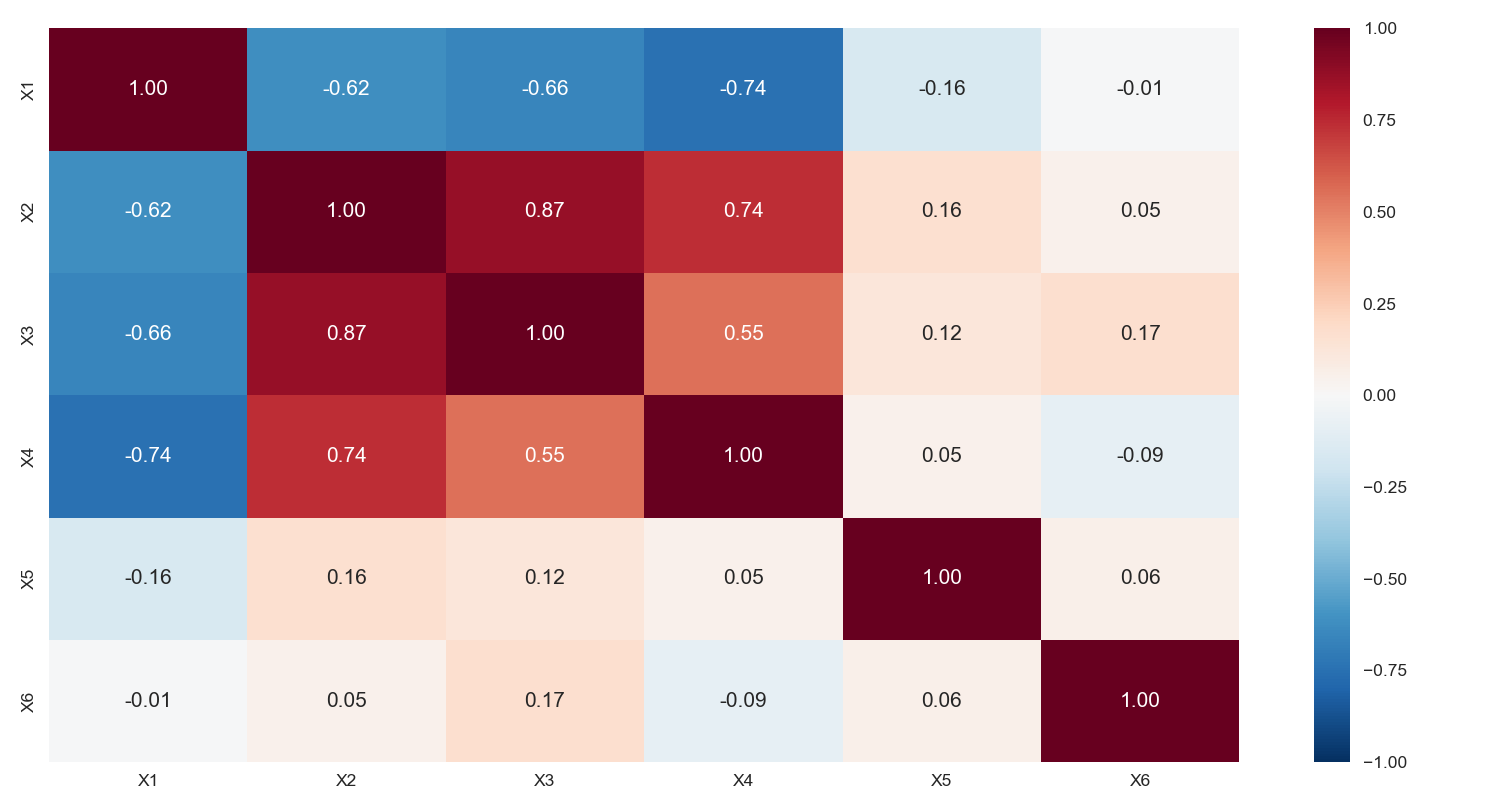 X1 1.00 -0.62 -0.66 -0.74 -0.16 -0.01
X2 -0.62 1.00 0.87 0.74 0.16 0.05
X3 -0.66 0.87 1.00 0.55 0.12 0.17
X4 -0.74 0.74 0.55 1.00 0.05 -0.09
X5 -0.16 0.16 0.12 0.05 1.00 0.06
X6 -0.01 0.05 0.17 -0.09 0.06 1.00
X1 X2 X3 X4 X5 X6
1.00
0.75
0.50
0.25
0.00
−0.25
−0.50
−0.75
−1.00